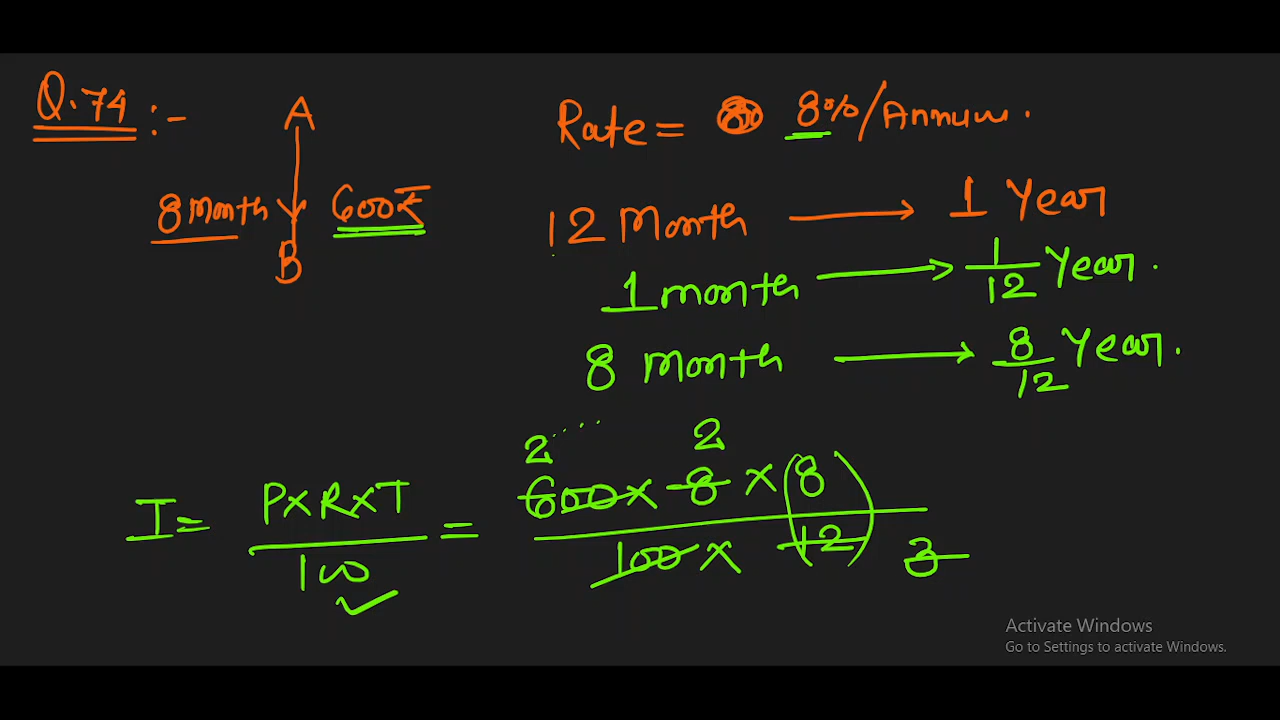 Q.74 :-
A
8 month 600₹
B
Rate = 8%/Annum.
12 Month → 1 Year
1 month → 1/12 Year.
8 month → 8/12 Year.
2 2
I = P×R×T/100 = 600 × 8 × (8/100 × 12) 3
Activate Windows
Go to Settings to activate Windows.